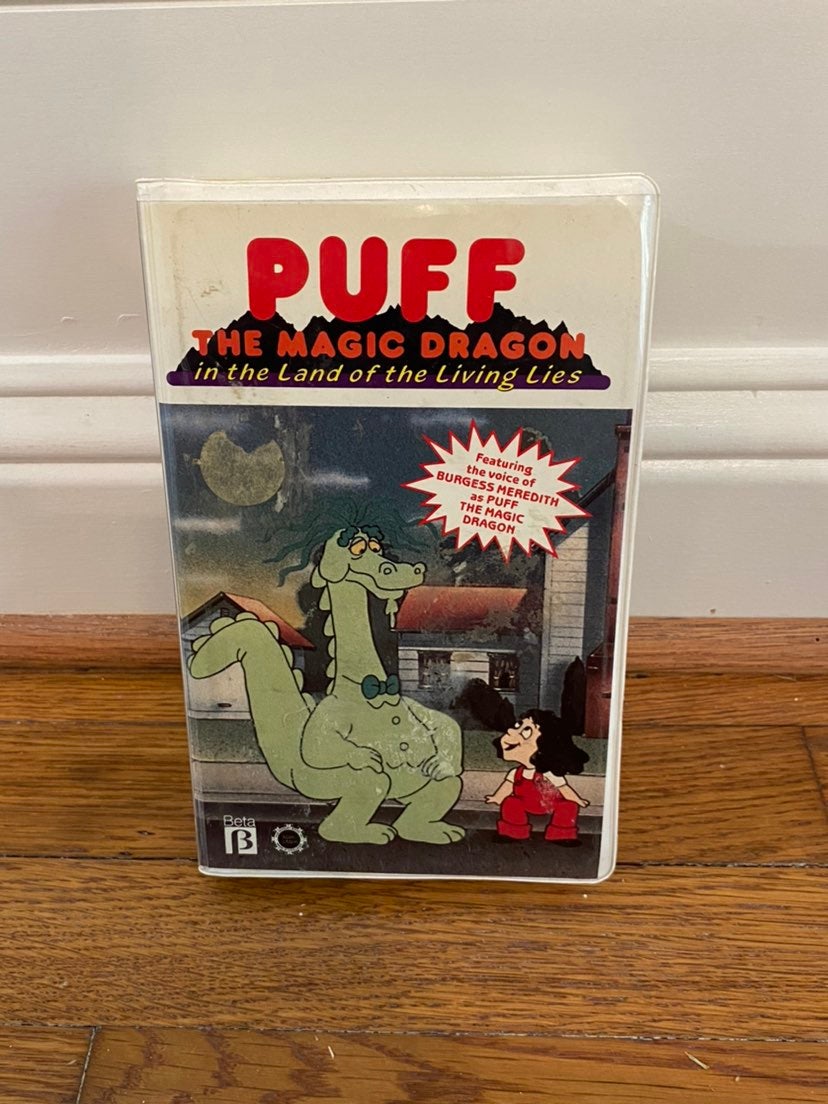 PUFF
THE MAGIC DRAGON
in the Land of the Living Lies
Featuring
the voice of
BURGESS MEREDITH
as PUFF
THE MAGIC
DRAGON
Beta
β